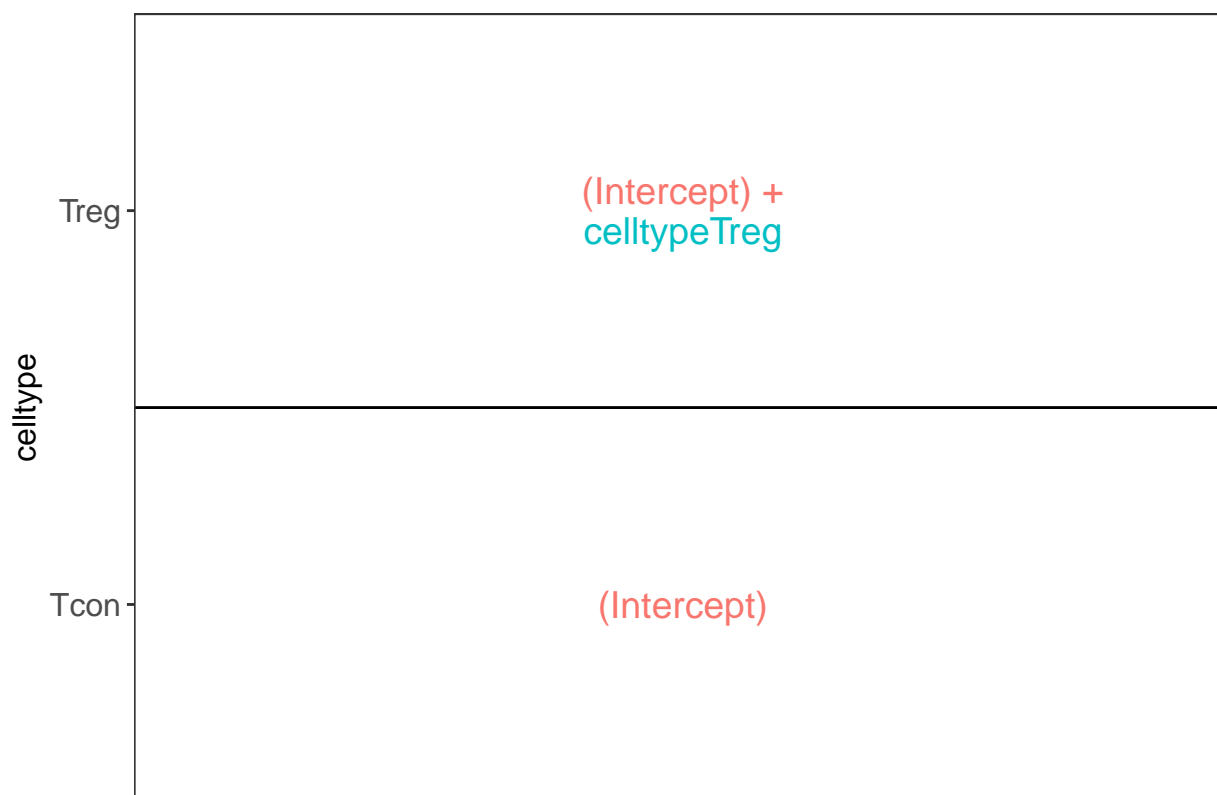 Treg
(Intercept) +
celltypeTreg
celltype
Tcon
(Intercept)